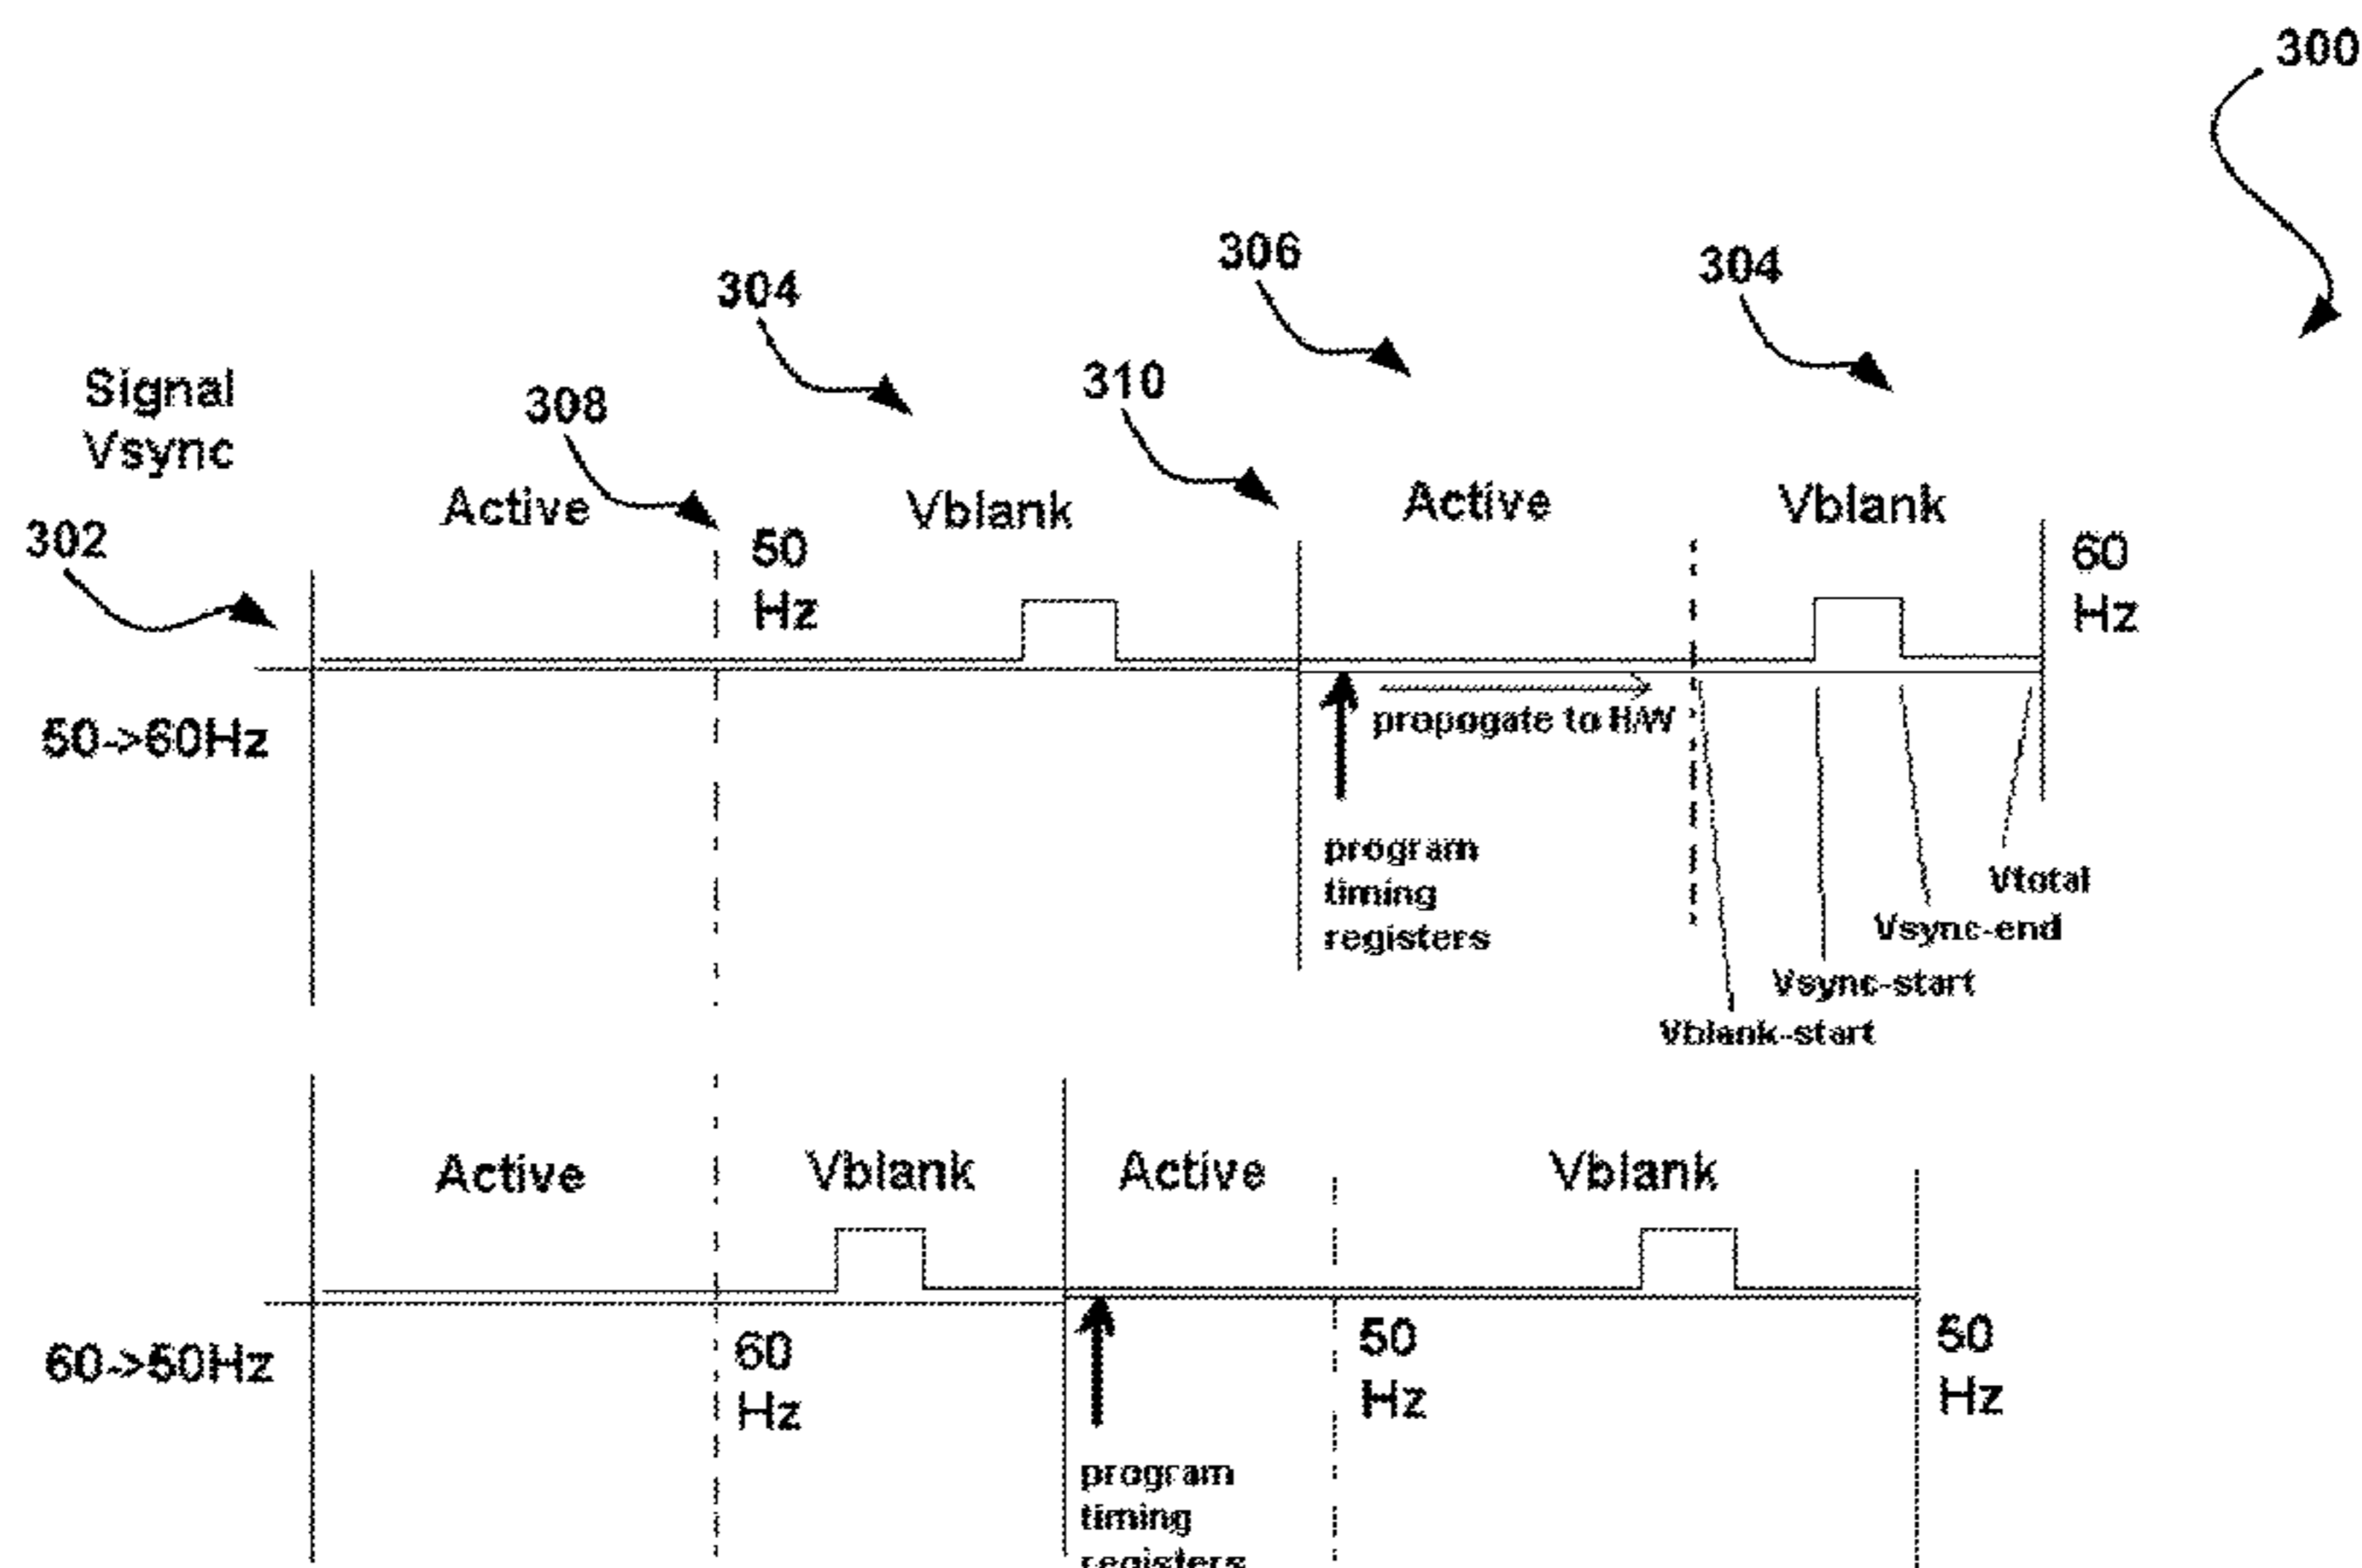 300
306
304
304
310
308
Signal
Vsync
302
Active
50
Hz
Vblank
Active
Vblank
60
Hz
50->60Hz
propogate to H/W
program
timing
registers
Vtotal
Vsync-end
Vsync-start
Vblank-start
Active
Vblank
Active
Vblank
60->50Hz
60
Hz
50
Hz
50
Hz
program
timing
registers